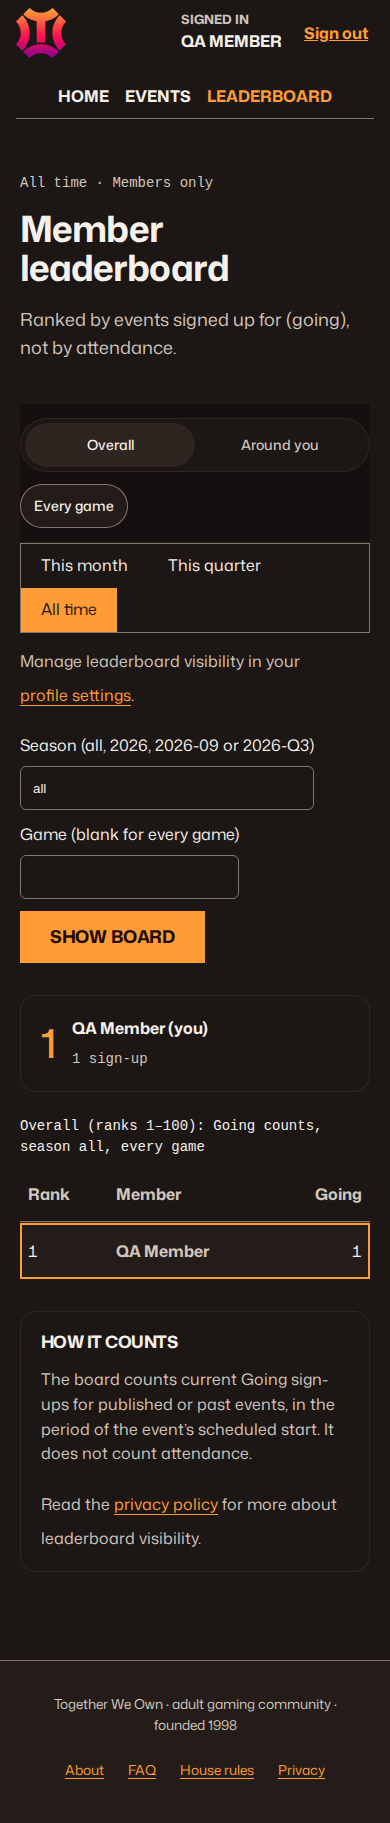 SIGNED IN
QA MEMBER
Sign out
HOME EVENTS LEADERBOARD
All time · Members only
Member
leaderboard
Ranked by events signed up for (going),
not by attendance.
Overall Around you
Every game
This month This quarter
All time
Manage leaderboard visibility in your
profile settings.
Season (all, 2026, 2026-09 or 2026-Q3)
all
Game (blank for every game)
SHOW BOARD
1
QA Member (you)
1 sign-up
Overall (ranks 1–100): Going counts,
season all, every game
Rank Member Going
1 QA Member 1
HOW IT COUNTS
The board counts current Going sign-
ups for published or past events, in the
period of the event's scheduled start. It
does not count attendance.
Read the privacy policy for more about
leaderboard visibility.
Together We Own · adult gaming community ·
founded 1998
About FAQ House rules Privacy